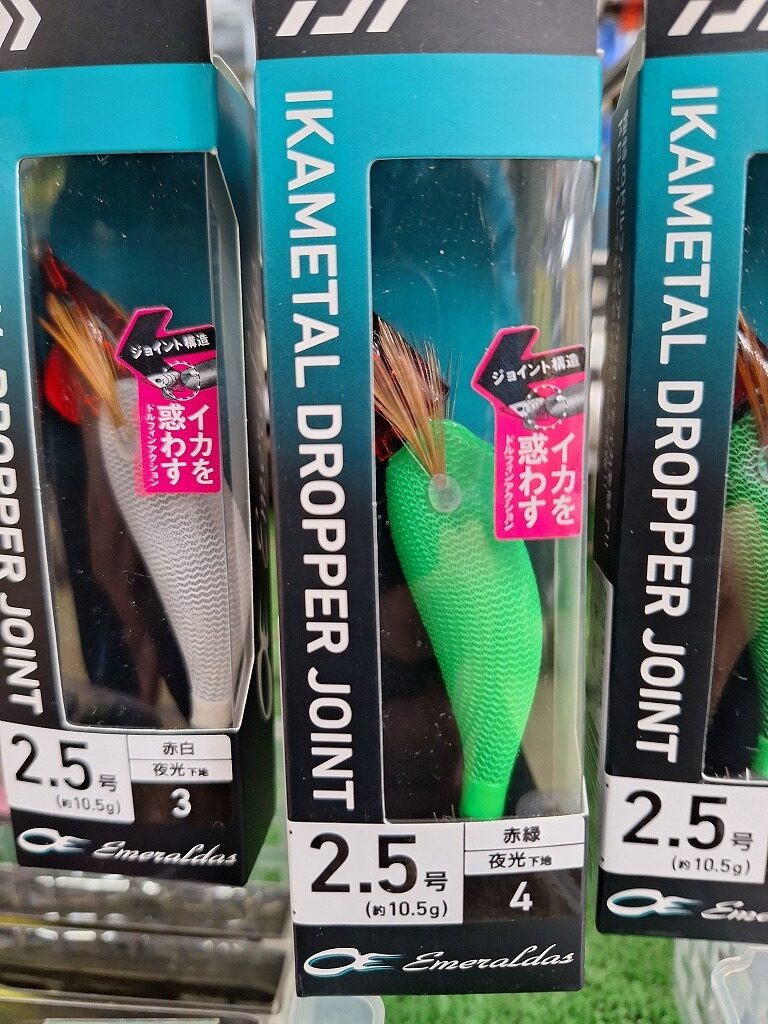 IKAMETAL DROPPER JOINT
ジョイント構造
イカを
惑わす
ドルフィンアクション
2.5号
(約10.5g)
赤白
夜光下地
3
Emeraldas
IKAMETAL DROPPER JOINT
ジョイント構造
イカを
惑わす
ドルフィンアクション
2.5号
(約10.5g)
赤緑
夜光下地
4
Emeraldas
IKAMETAL DROPPER JOINT
2.5号
(約10.5g)